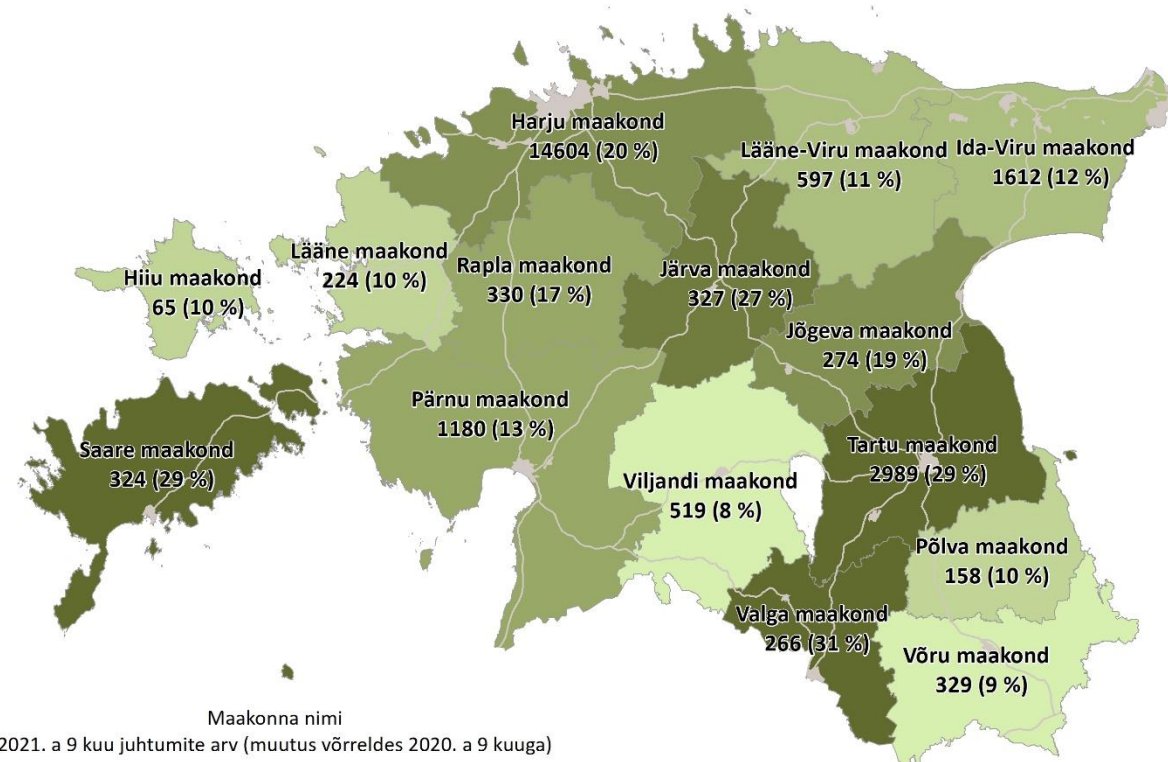 Harju maakond
14604 (20 %)
Lääne-Viru maakond
597 (11 %)
Ida-Viru maakond
1612 (12 %)
Hiiu maakond
65 (10 %)
Lääne maakond
224 (10 %)
Rapla maakond
330 (17 %)
Järva maakond
327 (27 %)
Jõgeva maakond
274 (19 %)
Saare maakond
324 (29 %)
Pärnu maakond
1180 (13 %)
Viljandi maakond
519 (8 %)
Tartu maakond
2989 (29 %)
Põlva maakond
158 (10 %)
Valga maakond
266 (31 %)
Võru maakond
329 (9 %)
Maakonna nimi
2021. a 9 kuu juhtumite arv (muutus võrreldes 2020. a 9 kuuga)